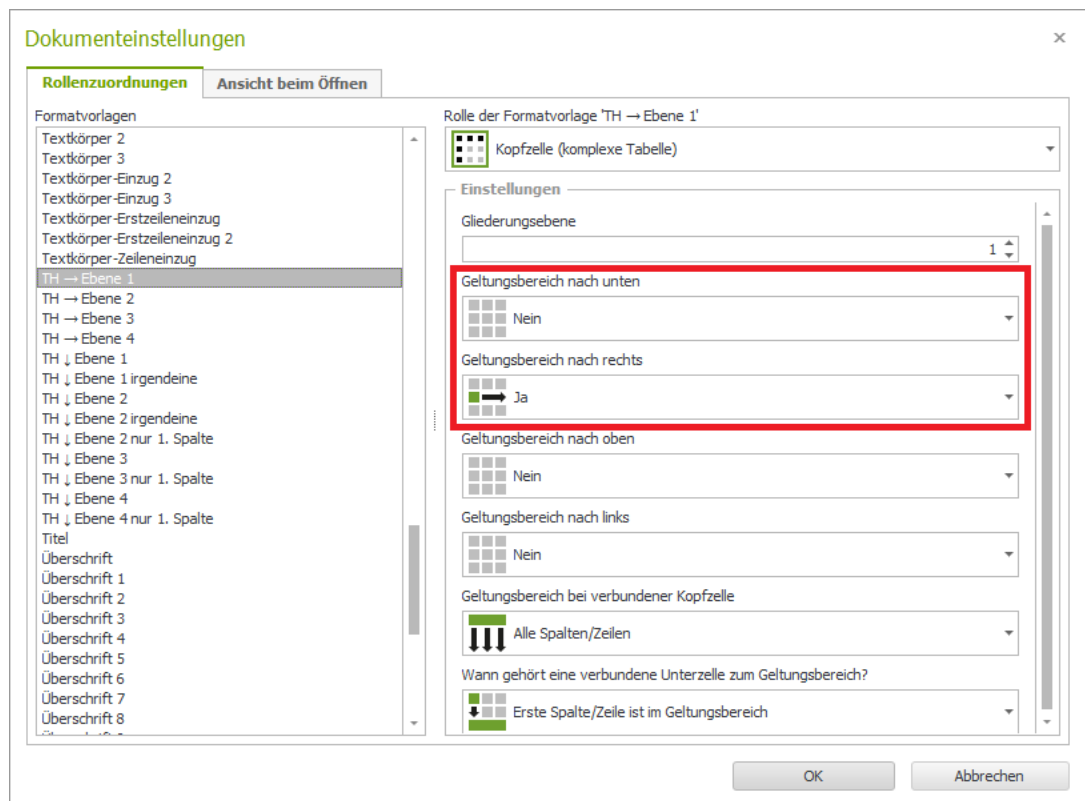 Dokumenteinstellungen
Rollenzuordnungen
Ansicht beim Öffnen
Formatvorlagen
Textkörper 2
Textkörper 3
Textkörper-Einzug 2
Textkörper-Einzug 3
Textkörper-Erstzeileneinzug
Textkörper-Erstzeileneinzug 2
Textkörper-Zeileneinzug
TH → Ebene 1
TH → Ebene 2
TH → Ebene 3
TH → Ebene 4
TH ↓ Ebene 1
TH ↓ Ebene 1 irgendeine
TH ↓ Ebene 2
TH ↓ Ebene 2 irgendeine
TH ↓ Ebene 2 nur 1. Spalte
TH ↓ Ebene 3
TH ↓ Ebene 3 nur 1. Spalte
TH ↓ Ebene 4
TH ↓ Ebene 4 nur 1. Spalte
Titel
Überschrift
Überschrift 1
Überschrift 2
Überschrift 3
Überschrift 4
Überschrift 5
Überschrift 6
Überschrift 7
Überschrift 8
Rolle der Formatvorlage 'TH → Ebene 1'
Kopfzelle (komplexe Tabelle)
Einstellungen
Gliederungsebene
1
Geltungsbereich nach unten
Nein
Geltungsbereich nach rechts
Ja
Geltungsbereich nach oben
Nein
Geltungsbereich nach links
Nein
Geltungsbereich bei verbundener Kopfzelle
Alle Spalten/Zeilen
Wann gehört eine verbundene Unterzelle zum Geltungsbereich?
Erste Spalte/Zeile ist im Geltungsbereich
OK
Abbrechen